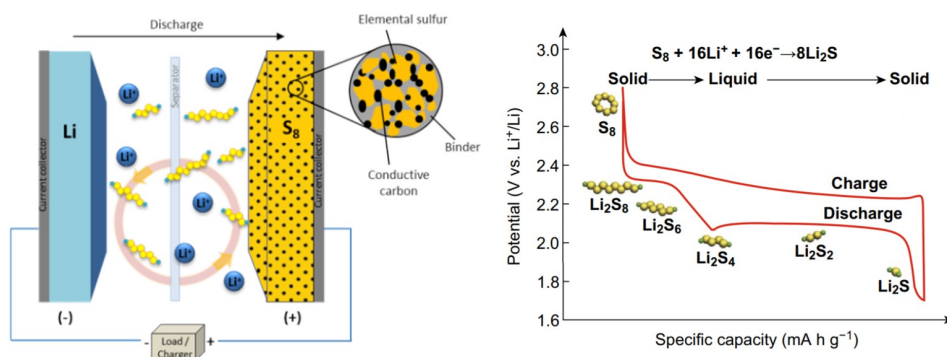 Discharge
Current collector
Li
Separator
Li⁺
Li⁺
Li⁺
Li⁺
Li⁺
Li⁺
S₈
Current collector
Elemental sulfur
Binder
Conductive
carbon
(-)
(+)
-
Load /
Charger
+
Potential (V vs. Li⁺/Li)
3.0
2.8
2.6
2.4
2.2
2.0
1.8
1.6
S₈ + 16Li⁺ + 16e⁻→8Li₂S
Solid
Liquid
Solid
S₈
Li₂S₈
Li₂S₆
Li₂S₄
Li₂S₂
Li₂S
Charge
Discharge
Specific capacity (mA h g⁻¹)